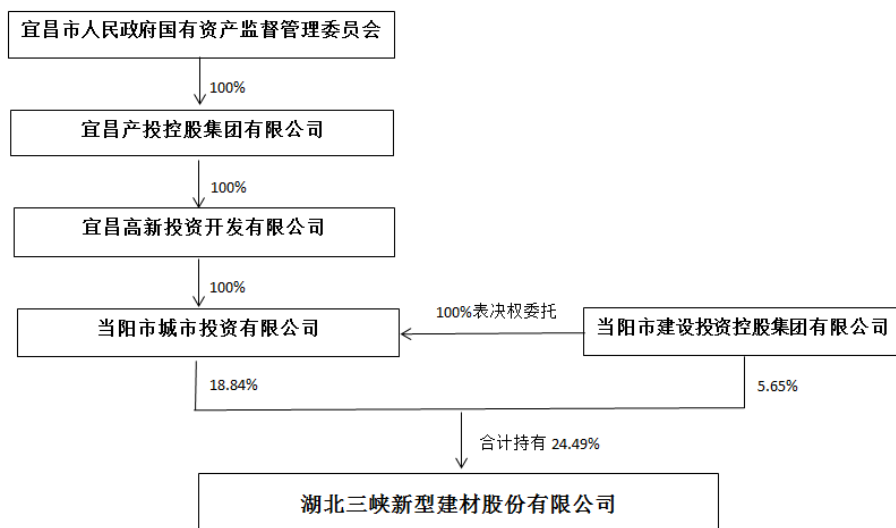 宜昌市人民政府国有资产监督管理委员会
100%
宜昌产投控股集团有限公司
100%
宜昌高新投资开发有限公司
100%
当阳市城市投资有限公司
100%表决权委托
当阳市建设投资控股集团有限公司
18.84%
5.65%
合计持有 24.49%
湖北三峡新型建材股份有限公司